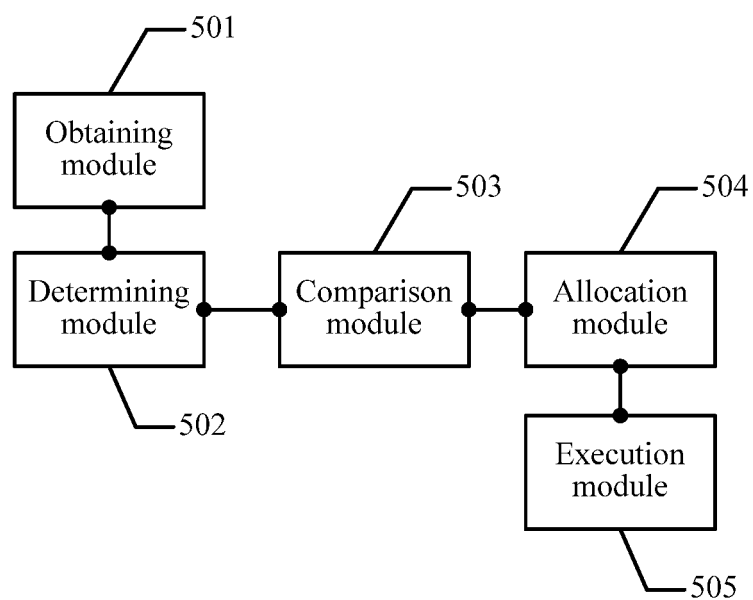 501
Obtaining
module
503
504
Determining
module
Comparison
module
Allocation
module
502
Execution
module
505